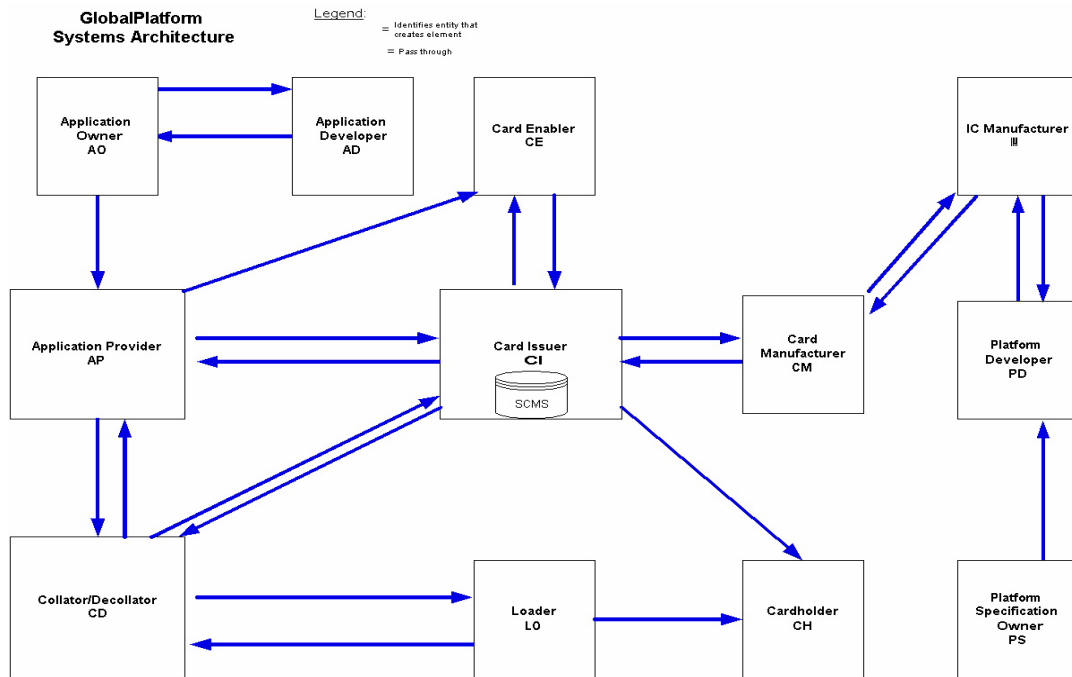 GlobalPlatform
Systems Architecture
Legend:
= Identifies entity that
creates element
= Pass through
Application
Owner
AO
Application
Developer
AD
Card Enabler
CE
IC Manufacturer
Application Provider
AP
Card Issuer
CI
SCMS
Card
Manufacturer
CM
Platform
Developer
PD
Collator/Decollator
CD
Loader
LO
Cardholder
CH
Platform
Specification
Owner
PS